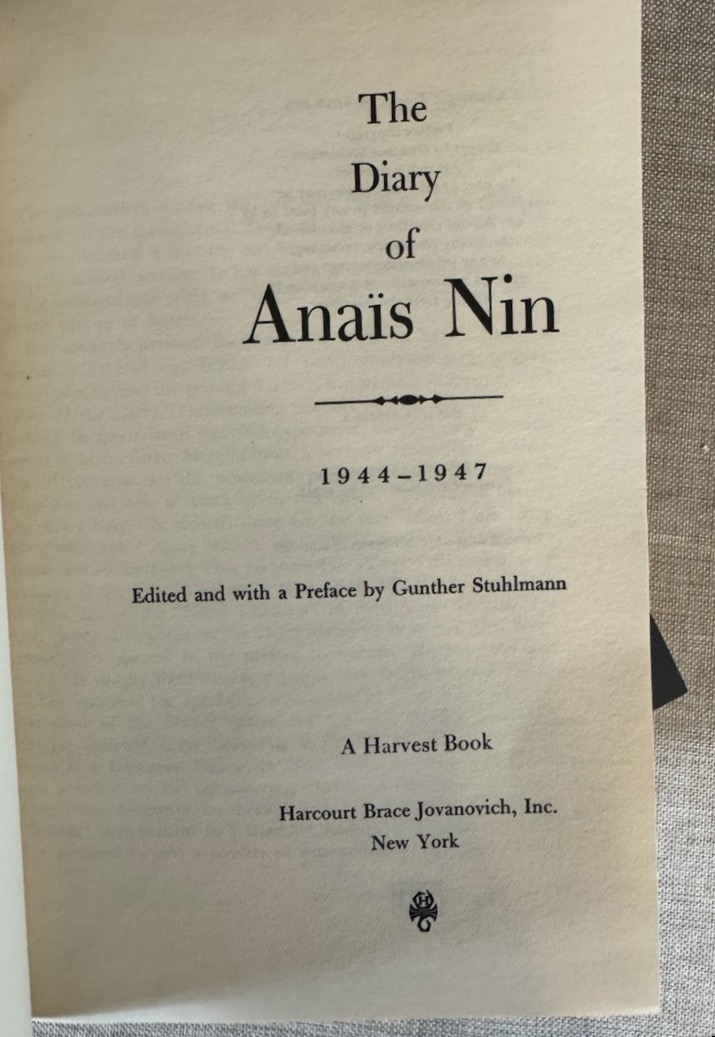 The
Diary
of
Anaïs Nin
1944–1947
Edited and with a Preface by Gunther Stuhlmann
A Harvest Book
Harcourt Brace Jovanovich, Inc.
New York